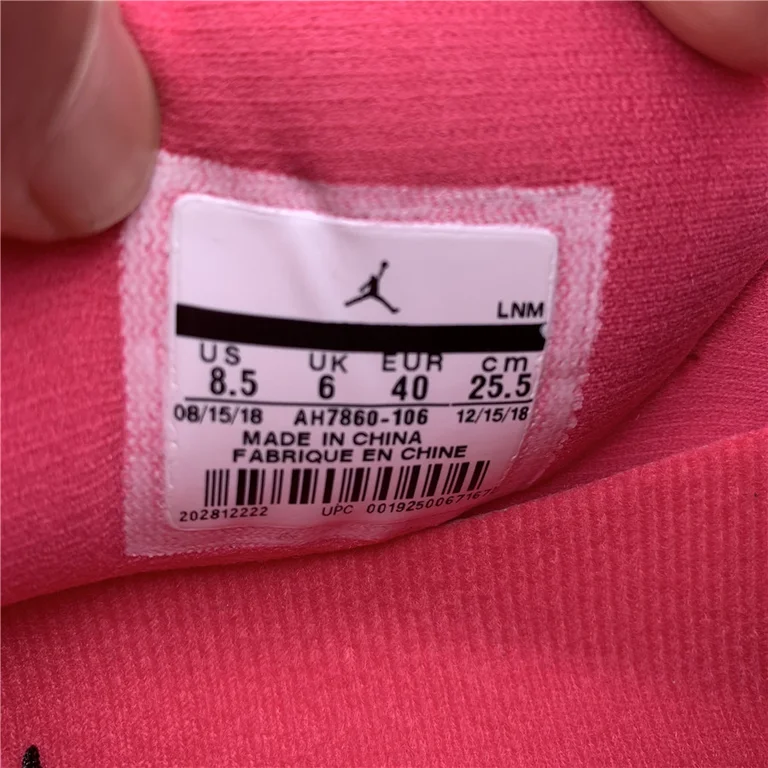 LNM
US UK EUR cm
8.5 6 40 25.5
08/15/18 AH7860-106 12/15/18
MADE IN CHINA
FABRIQUE EN CHINE
202812222 UPC